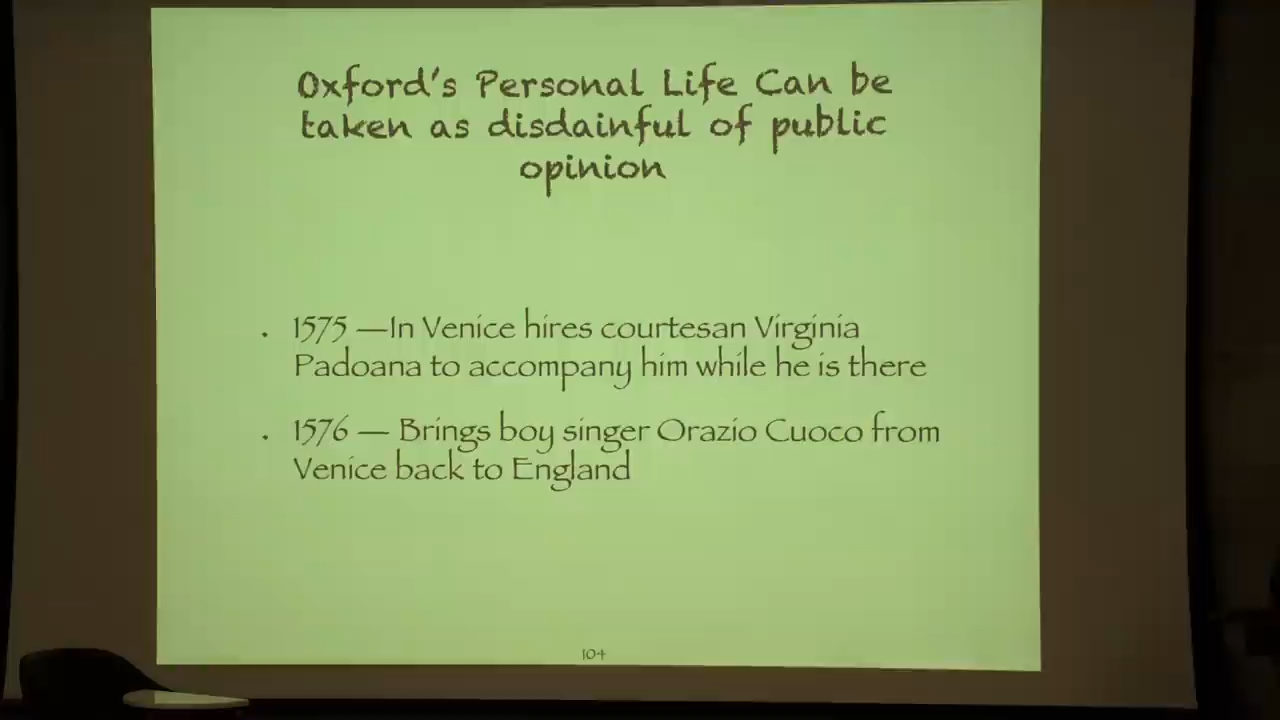 Oxford's Personal Life Can be
taken as disdainful of public
opinion
. 1575 —In Venice hires courtesan Virginia
Padoana to accompany him while he is there
. 1576 — Brings boy singer Orazio Cuoco from
Venice back to England
104